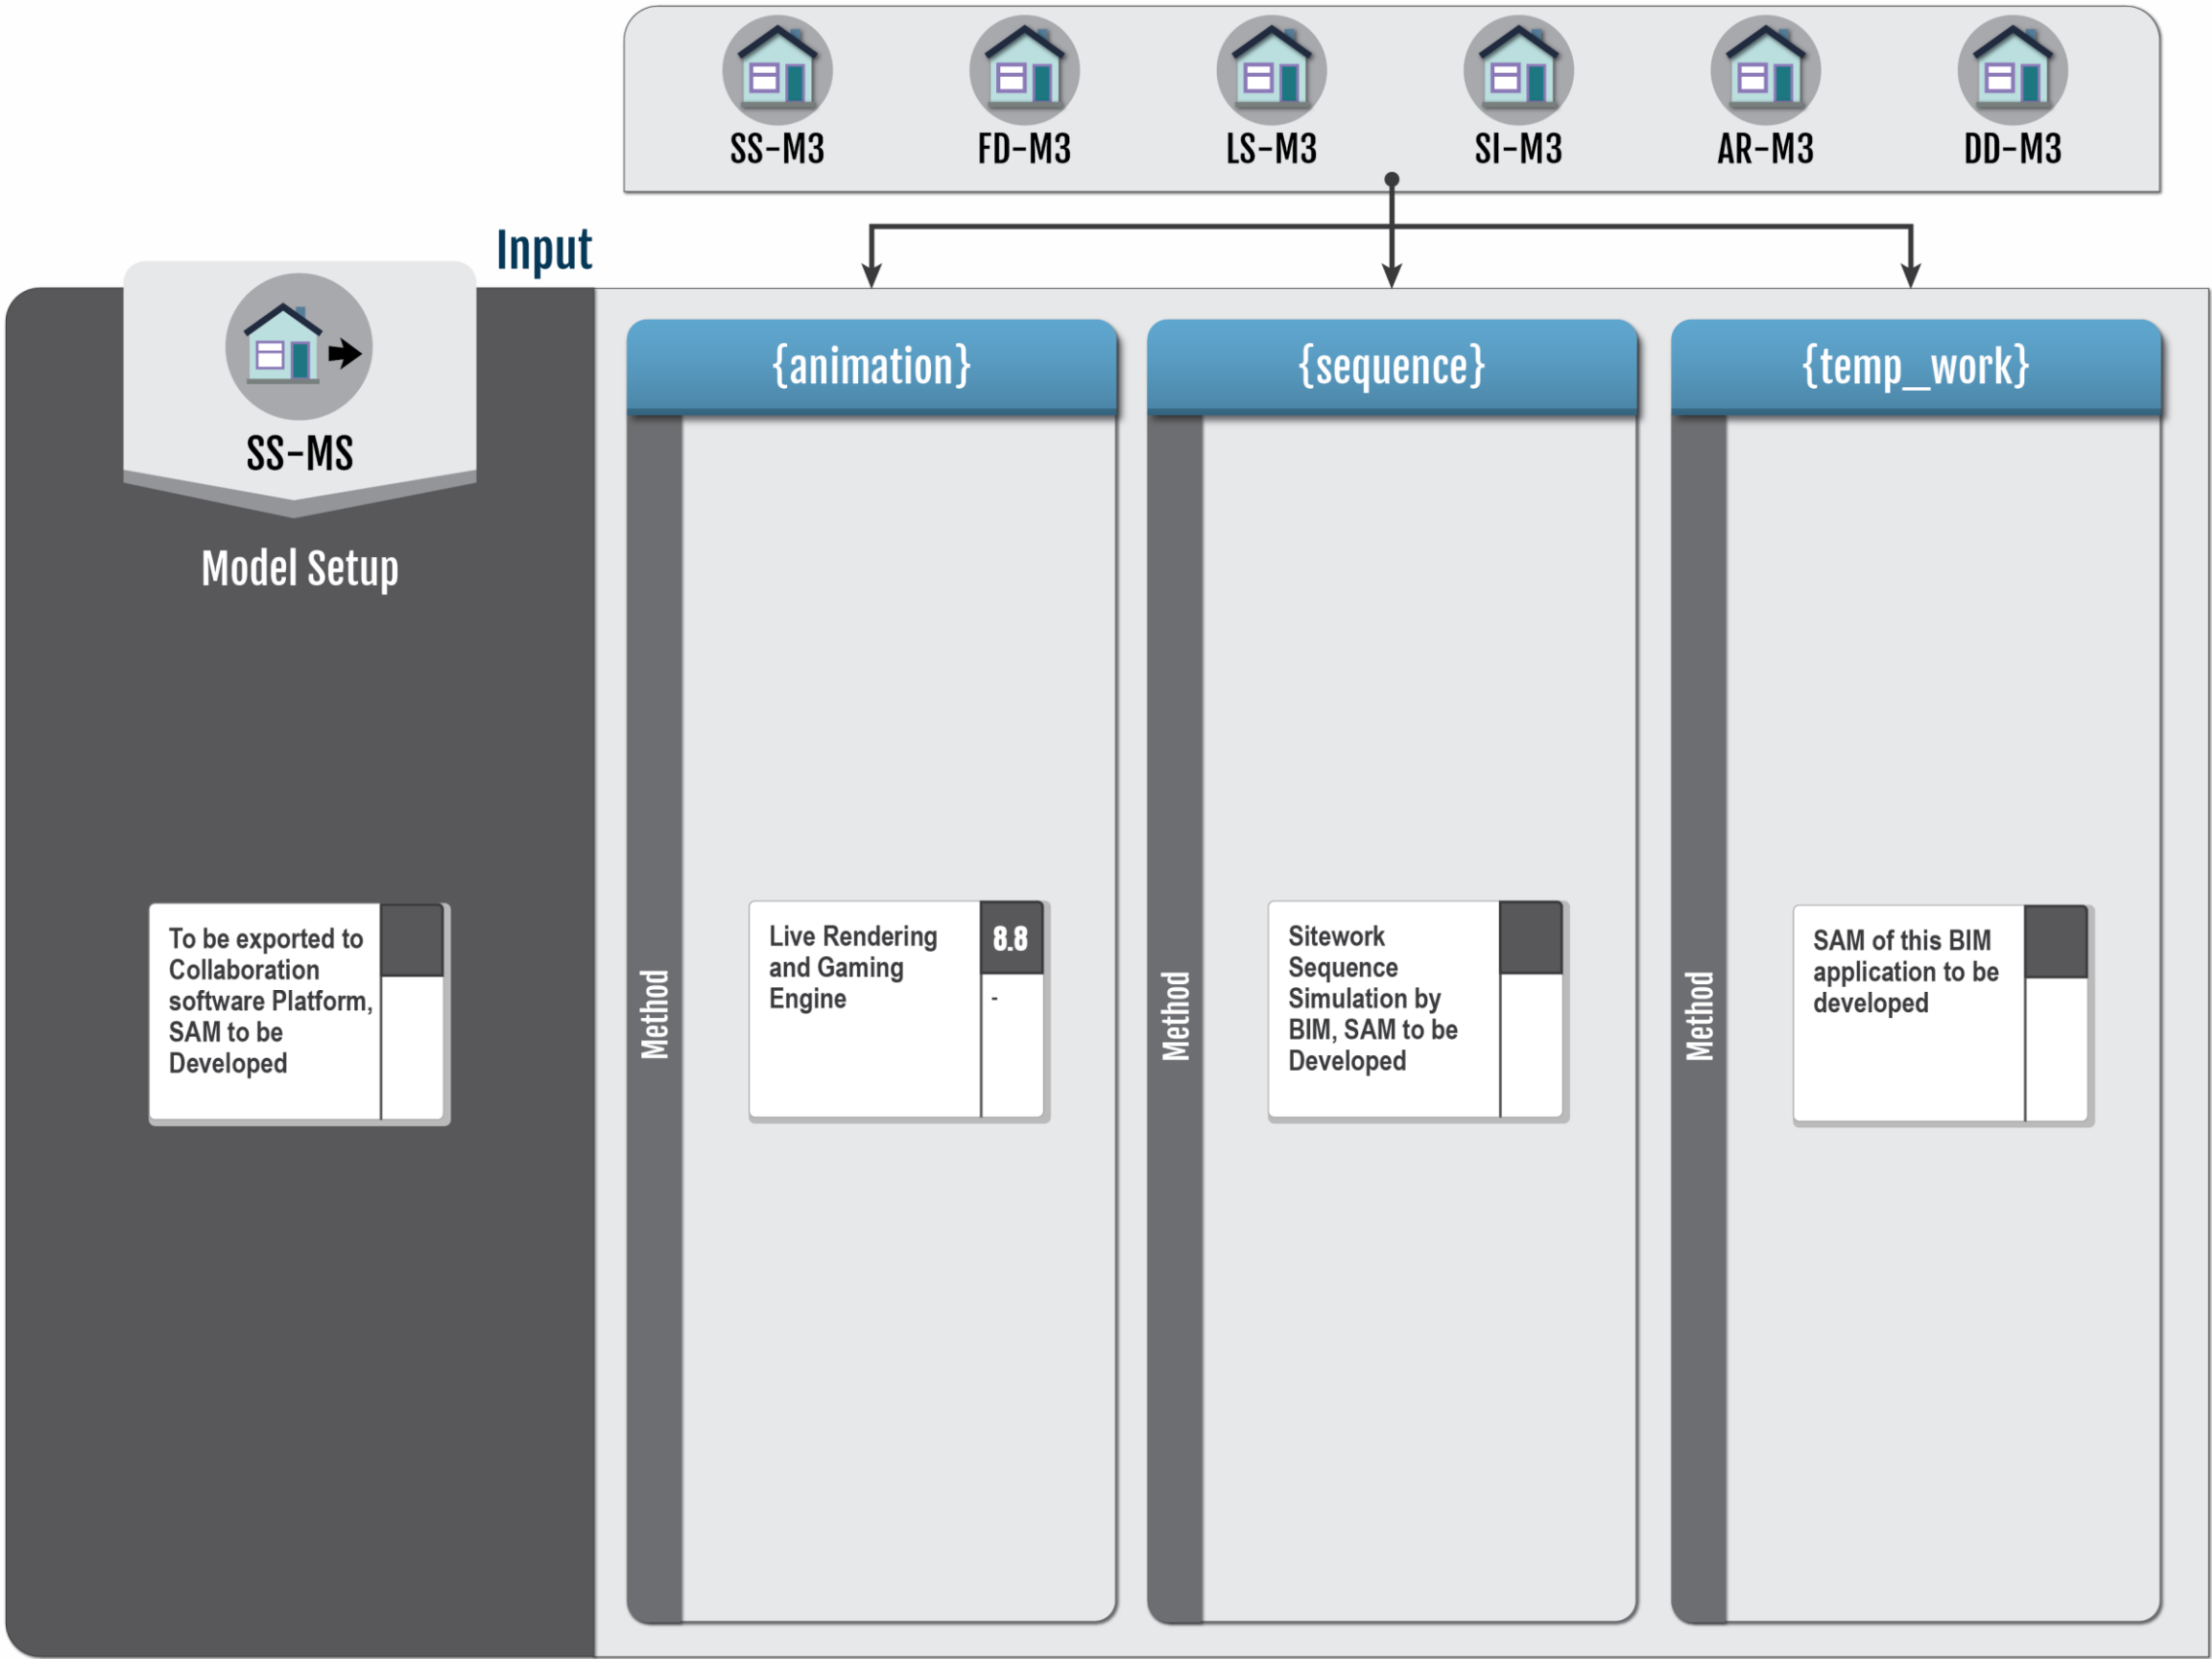 SS-M3
FD-M3
LS-M3
SI-M3
AR-M3
DD-M3
Input
SS-MS
Model Setup
To be exported to
Collaboration
software Platform,
SAM to be
Developed
{animation}
Method
Live Rendering
and Gaming
Engine
8.8
-
{sequence}
Method
Sitework
Sequence
Simulation by
BIM, SAM to be
Developed
{temp_work}
Method
SAM of this BIM
application to be
developed